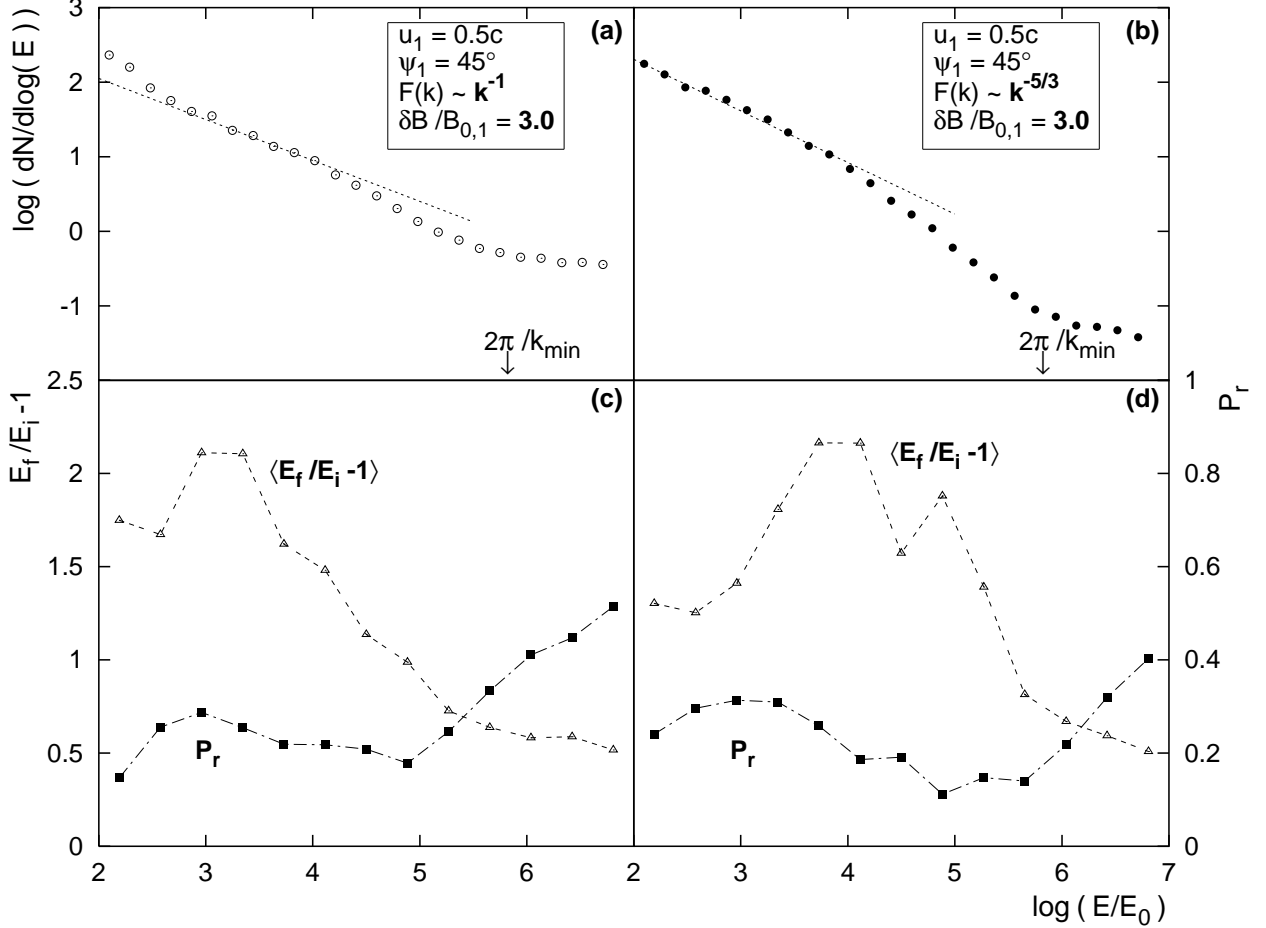 3
2
1
0
-1
log ( dN/dlog( E ))
(a)
u1 = 0.5c
ψ1 = 45°
F(k) ~ k-1
δB /B0,1 = 3.0
2π /kmin
↓
(b)
u1 = 0.5c
ψ1 = 45°
F(k) ~ k-5/3
δB /B0,1 = 3.0
2π /kmin
↓
2.5
2
1.5
1
0.5
0
Ef /Ei -1
(c)
⟨Ef /Ei -1⟩
Pr
(d)
⟨Ef /Ei -1⟩
Pr
1
0.8
0.6
0.4
0.2
0
Pr
2 3 4 5 6 2 3 4 5 6 7
log ( E/E0 )